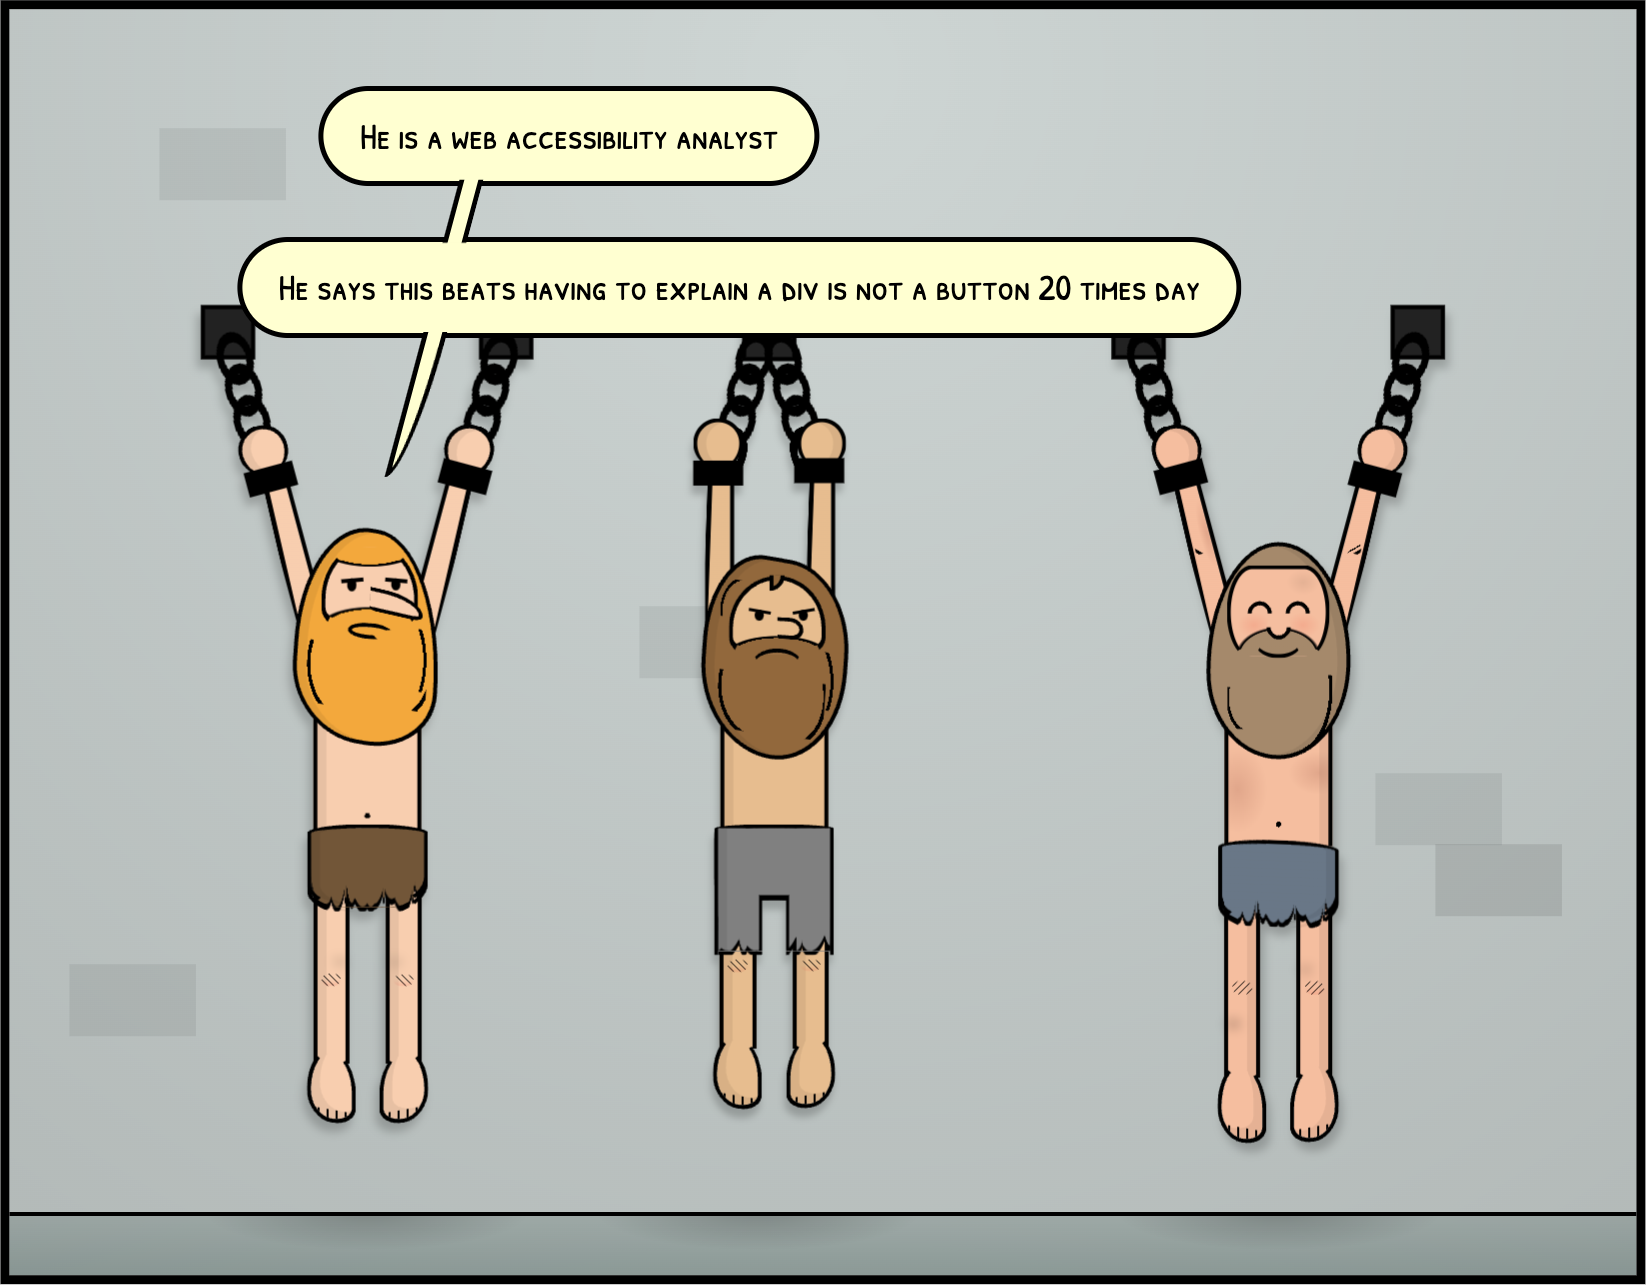 He is a web accessibility analyst
He says this beats having to explain a div is not a button 20 times day